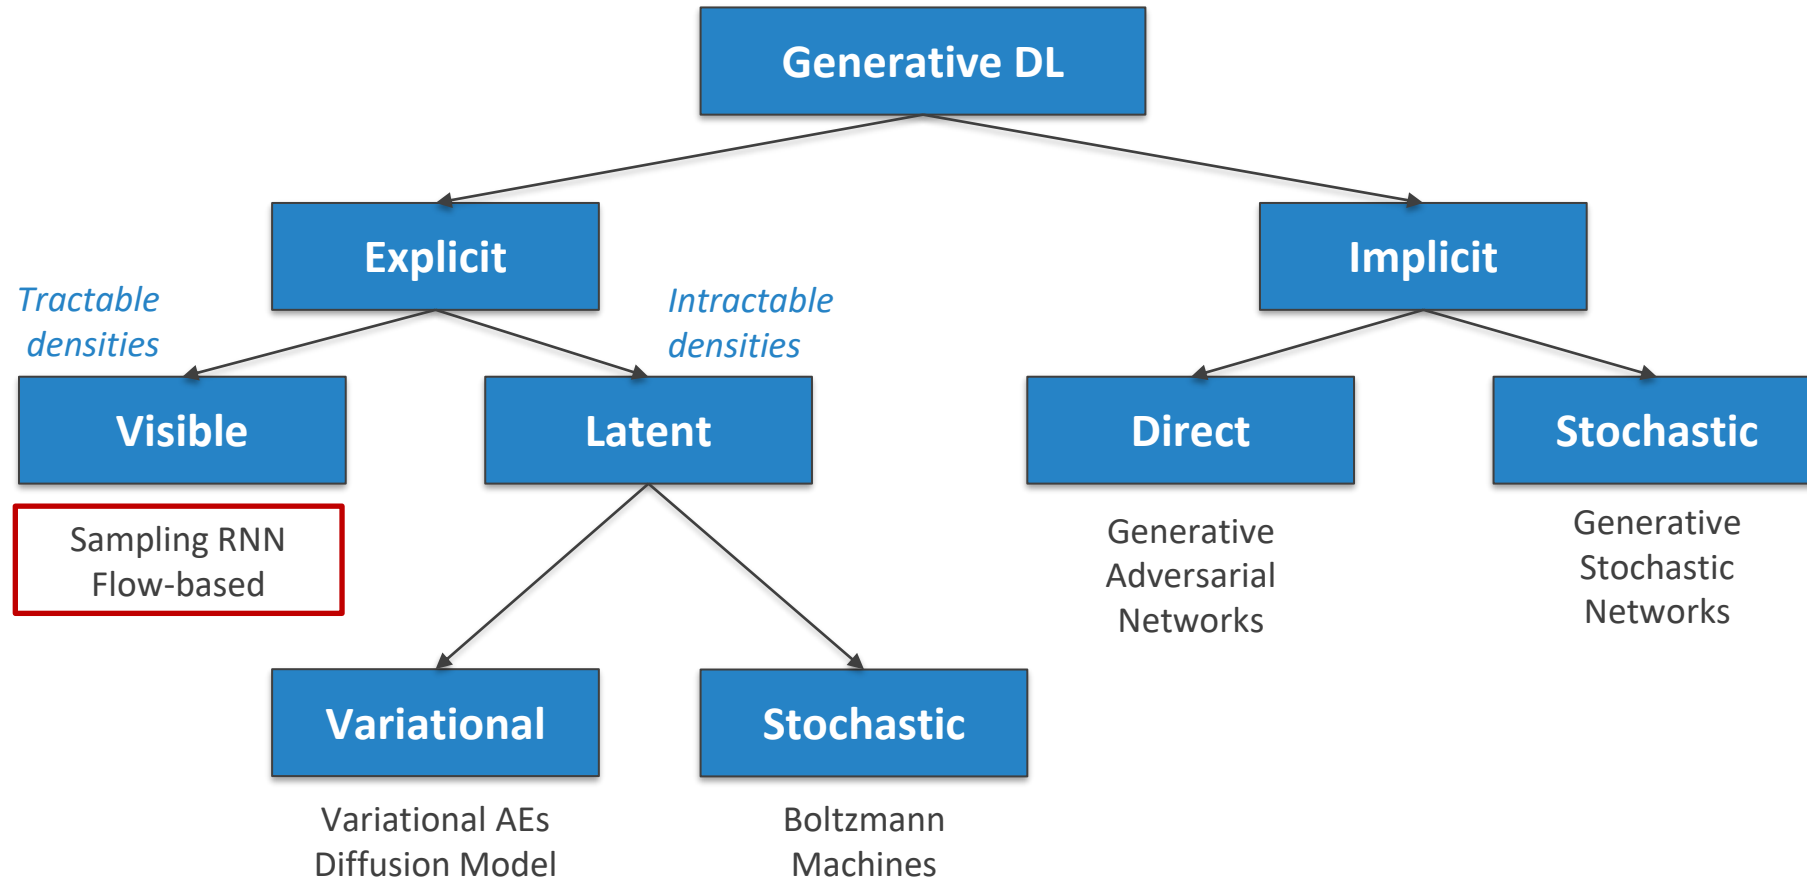 Generative DL
Explicit
Implicit
Tractable
densities
Intractable
densities
Visible
Latent
Direct
Stochastic
Sampling RNN
Flow-based
Generative
Adversarial
Networks
Generative
Stochastic
Networks
Variational
Stochastic
Variational AEs
Diffusion Model
Boltzmann
Machines